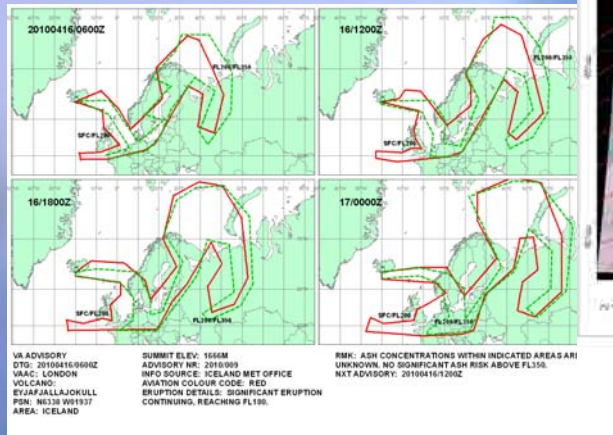 20100416/0600Z
FL200/FL350
SFC/FL200
16/1200Z
FL200/FL350
SFC/FL200
16/1800Z
SFC/FL200
FL200/FL350
17/0000Z
SFC/FL200
FL200/FL350
VA ADVISORY
DTG: 20100416/0600Z
VAAC: LONDON
VOLCANO:
EYJAFJALLAJOKULL
PSN: N6338 W01937
AREA: ICELAND
SUMMIT ELEV: 1666M
ADVISORY NR: 2010/009
INFO SOURCE: ICELAND MET OFFICE
AVIATION COLOUR CODE: RED
ERUPTION DETAILS: SIGNIFICANT ERUPTION
CONTINUING, REACHING FL180.
RMK: ASH CONCENTRATIONS WITHIN INDICATED AREAS
UNKNOWN. NO SIGNIFICANT ASH RISK ABOVE FL350.
NXT ADVISORY: 20100416/1200Z